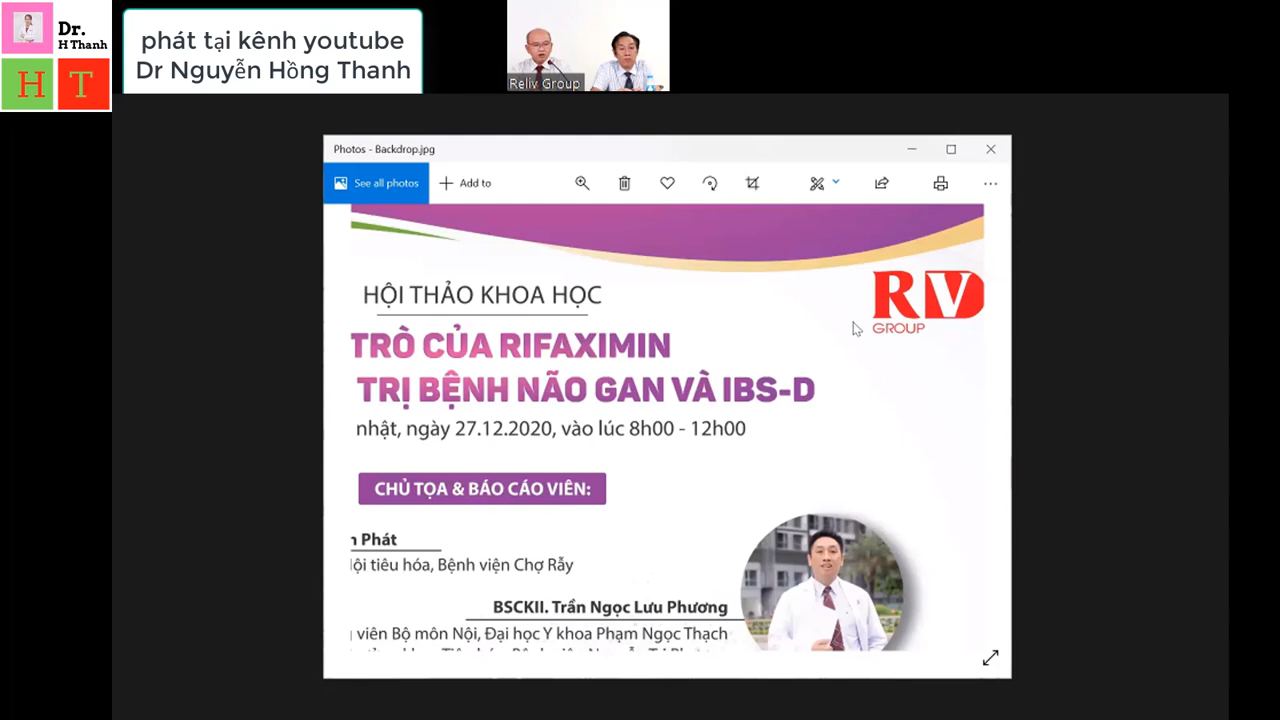 Dr.
H Thanh
H T
phát tại kênh youtube
Dr Nguyễn Hồng Thanh
Reliv Group
Photos - Backdrop.jpg
See all photos
Add to
RV
GROUP
HỘI THẢO KHOA HỌC
TRÒ CỦA RIFAXIMIN
TRỊ BỆNH NÃO GAN VÀ IBS-D
nhật, ngày 27.12.2020, vào lúc 8h00 - 12h00
CHỦ TỌA & BÁO CÁO VIÊN:
Phát
tiêu hóa, Bệnh viện Chợ Rẫy
BSCKII. Trần Ngọc Lưu Phương
viên Bộ môn Nội, Đại học Y khoa Phạm Ngọc Thạch